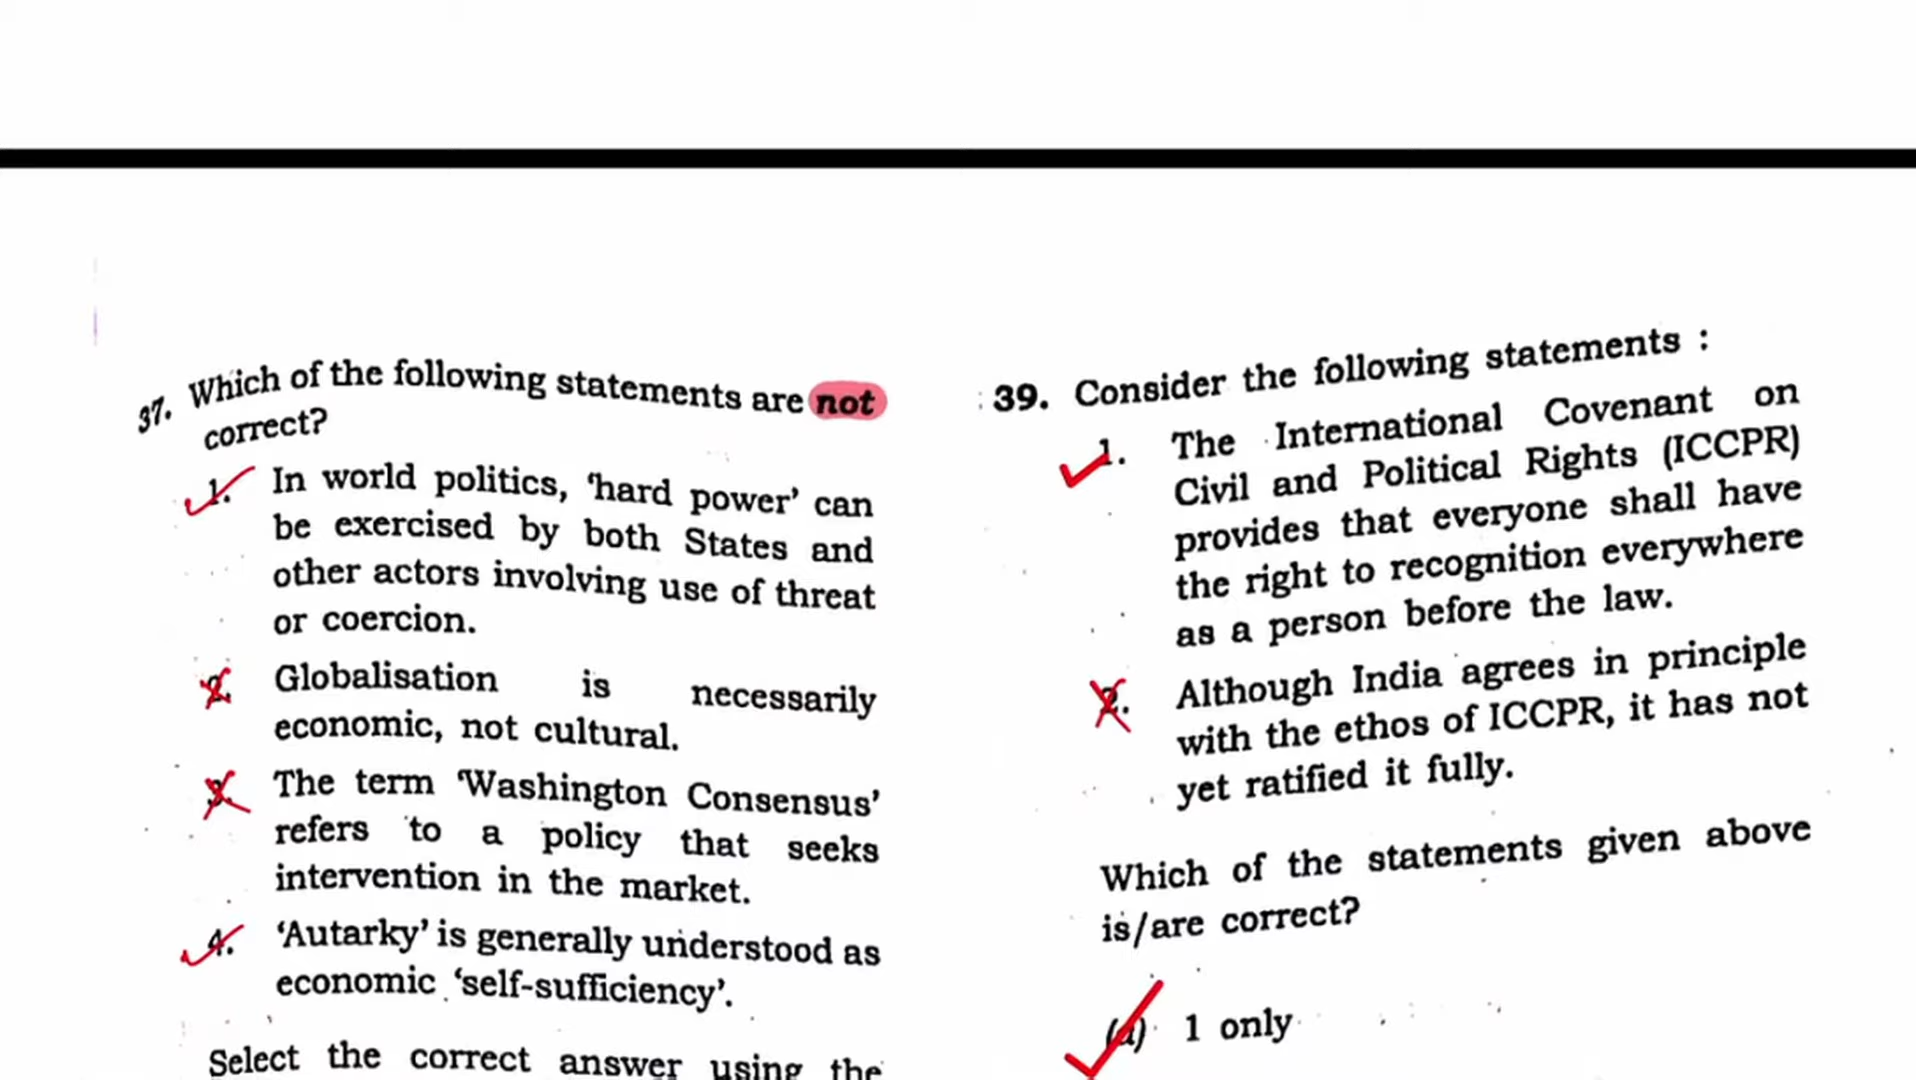 37. Which of the following statements are not
correct?
1. In world politics, ‘hard power’ can
be exercised by both States and
other actors involving use of threat
or coercion.
2. Globalisation is necessarily
economic, not cultural.
3. The term ‘Washington Consensus’
refers to a policy that seeks
intervention in the market.
4. ‘Autarky’ is generally understood as
economic ‘self-sufficiency’.
Select the correct answer using the
39. Consider the following statements :
1. The International Covenant on
Civil and Political Rights (ICCPR)
provides that everyone shall have
the right to recognition everywhere
as a person before the law.
2. Although India agrees in principle
with the ethos of ICCPR, it has not
yet ratified it fully.
Which of the statements given above
is/are correct?
(a) 1 only